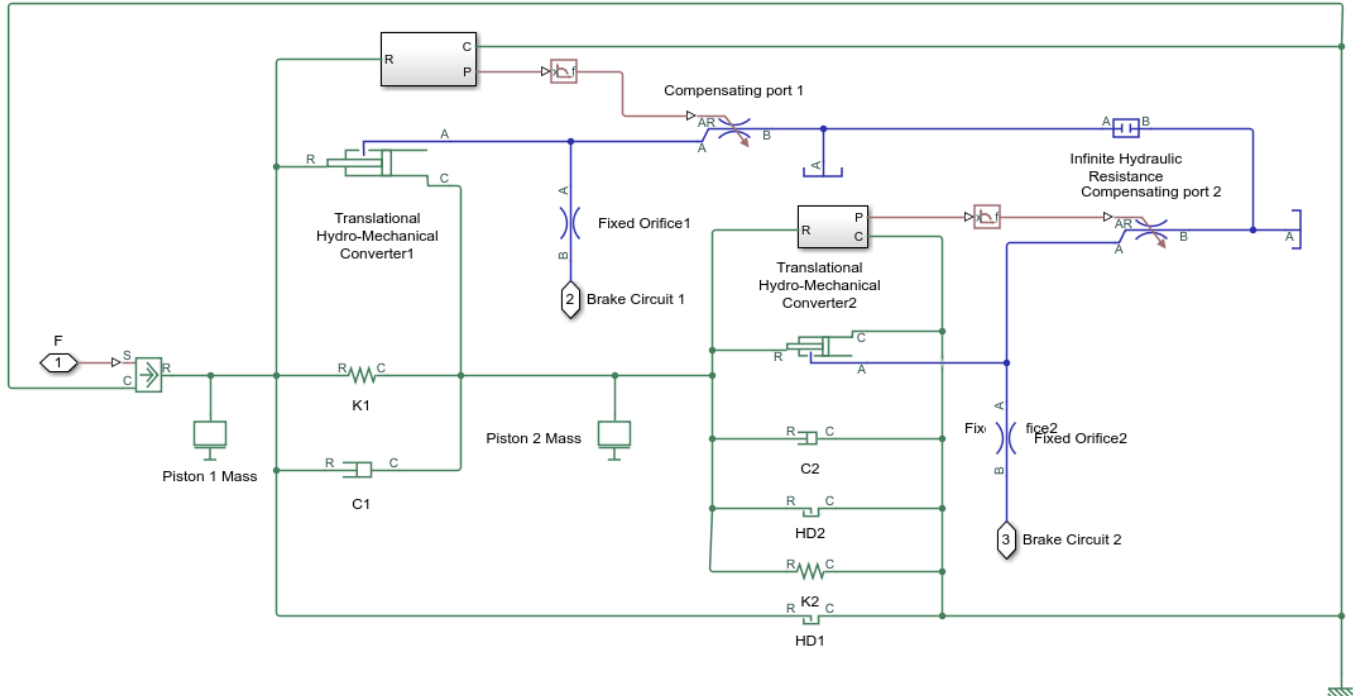 C
R
P
Compensating port 1
AR
B
A
A
A
B
A
R
C
A
Infinite Hydraulic
Resistance
Compensating port 2
Translational
Hydro-Mechanical
Converter1
A
Fixed Orifice1
B
2 Brake Circuit 1
R
P
C
AR
B
A
A
Translational
Hydro-Mechanical
Converter2
C
R
A
F
1
S
C
R
R C
K1
Piston 1 Mass
R C
C1
Piston 2 Mass
R C
C2
R C
HD2
R C
K2
R C
HD1
A
Fix fice2
Fixed Orifice2
B
3 Brake Circuit 2